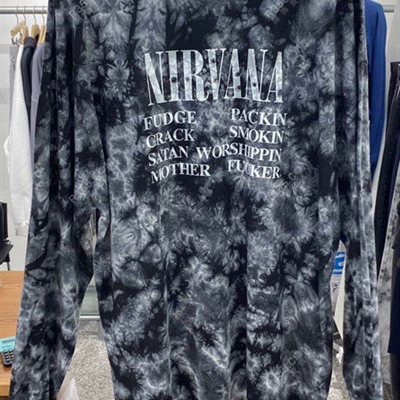 NIRVANA
FUDGE PACKIN
CRACK SMOKIN
SATAN WORSHIPPIN
MOTHER FUCKER